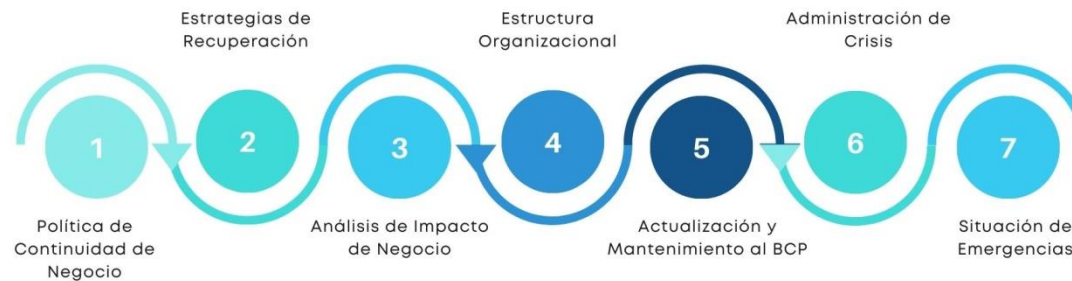 Estrategias de
Recuperación
Estructura
Organizacional
Administración de
Crisis
1
2
3
4
5
6
7
Política de
Continuidad de
Negocio
Análisis de Impacto
de Negocio
Actualización y
Mantenimiento al BCP
Situación de
Emergencias